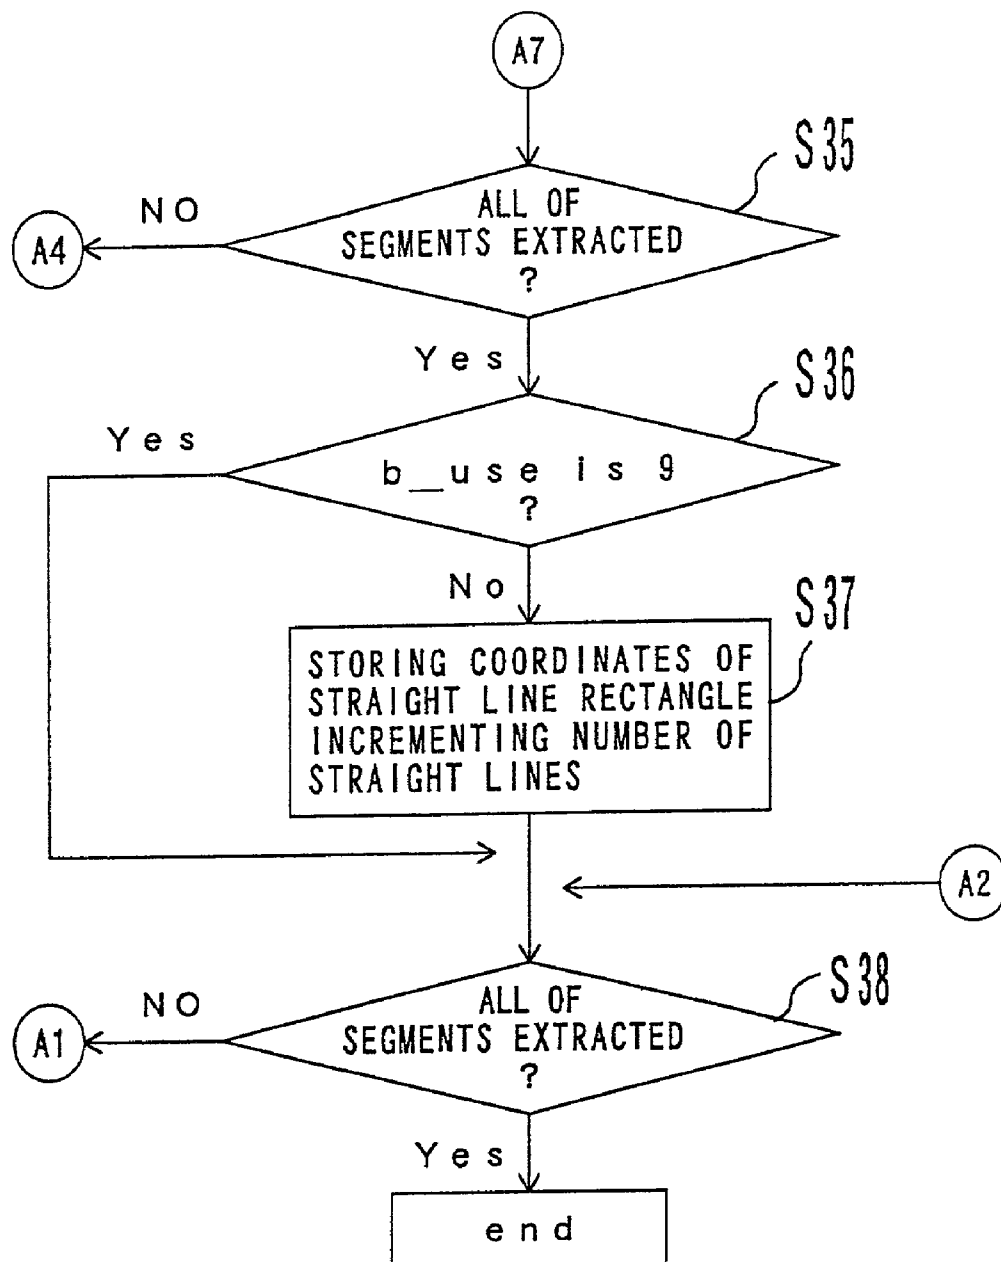 A7
S35
NO
ALL OF
SEGMENTS EXTRACTED
?
A4
Yes
S36
Yes
b_use is 9
?
No
S37
STORING COORDINATES OF
STRAIGHT LINE RECTANGLE
INCREMENTING NUMBER OF
STRAIGHT LINES
A2
S38
NO
ALL OF
SEGMENTS EXTRACTED
?
A1
Yes
end